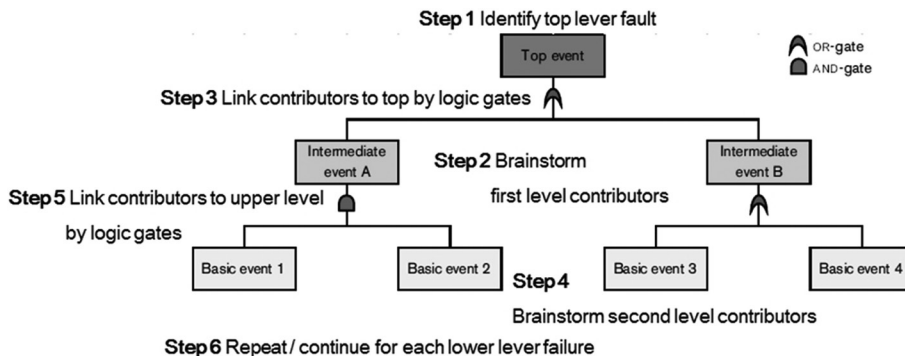 Step 1 Identify top lever fault
Top event
OR-gate
AND-gate
Step 3 Link contributors to top by logic gates
Intermediate
event A
Step 2 Brainstorm
first level contributors
Intermediate
event B
Step 5 Link contributors to upper level
by logic gates
Basic event 1
Basic event 2
Basic event 3
Basic event 4
Step 4
Brainstorm second level contributors
Step 6 Repeat / continue for each lower lever failure